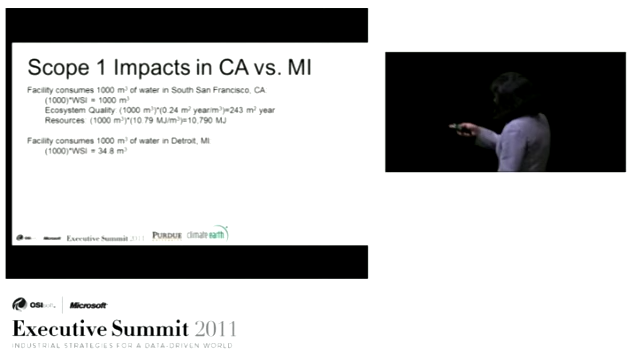 Scope 1 Impacts in CA vs. MI
Facility consumes 1000 m³ of water in South San Francisco, CA:
(1000)*WSI = 1000 m³
Ecosystem Quality: (1000 m³)*(0.24 m² year/m³)=243 m² year
Resources: (1000 m³)*(10.79 MJ/m³)=10,790 MJ
Facility consumes 1000 m³ of water in Detroit, MI:
(1000)*WSI = 34.8 m³
Executive Summit 2011 PURDUE climate earth
OSIsoft. Microsoft
Executive Summit 2011
INDUSTRIAL STRATEGIES FOR A DATA-DRIVEN WORLD